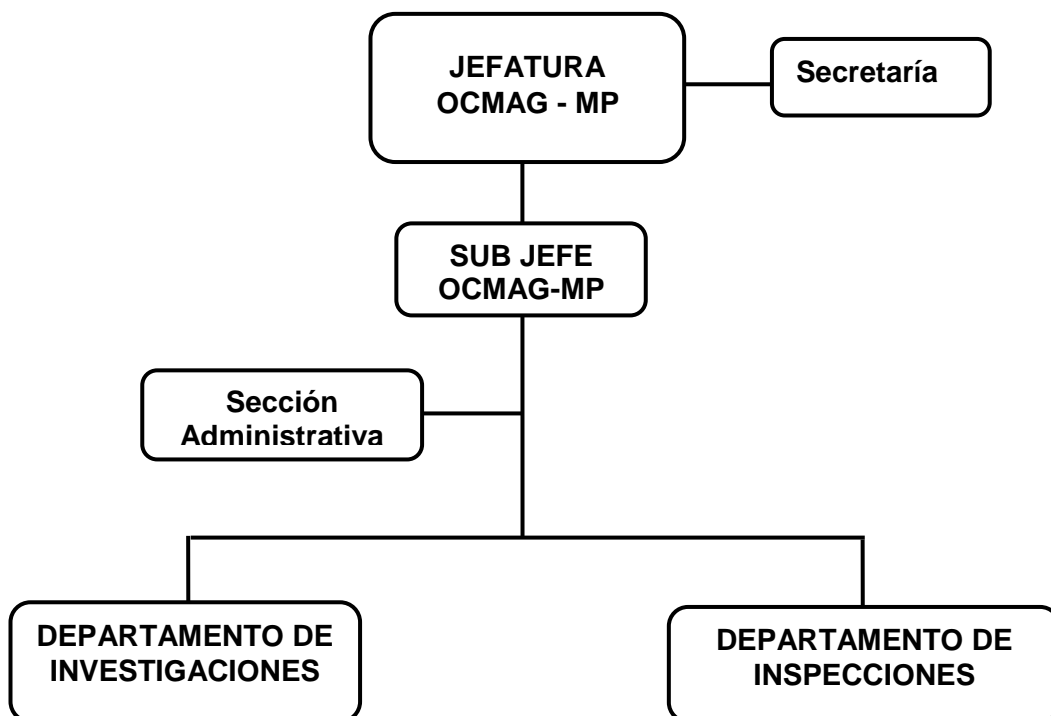 JEFATURA
OCMAG - MP
Secretaría
SUB JEFE
OCMAG-MP
Sección
Administrativa
DEPARTAMENTO DE
INVESTIGACIONES
DEPARTAMENTO DE
INSPECCIONES